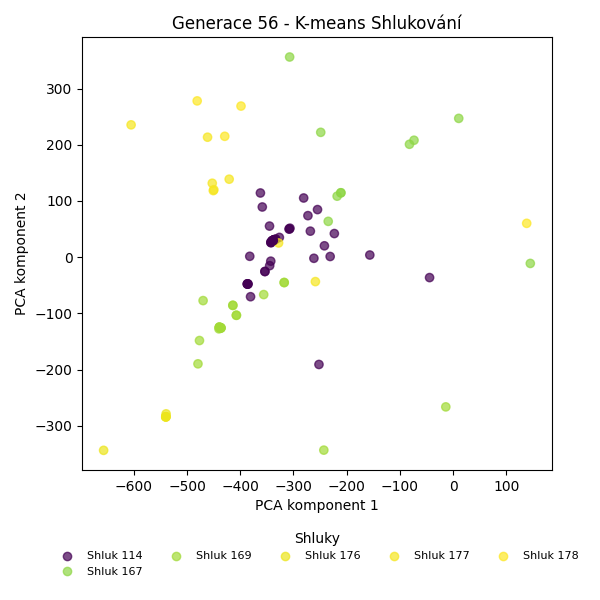 Generace 56 - K-means Shlukování
300
200
100
0
−100
−200
−300
PCA komponent 2
−600 −500 −400 −300 −200 −100 0 100
PCA komponent 1
Shluky
Shluk 114 Shluk 169 Shluk 176 Shluk 177 Shluk 178
Shluk 167